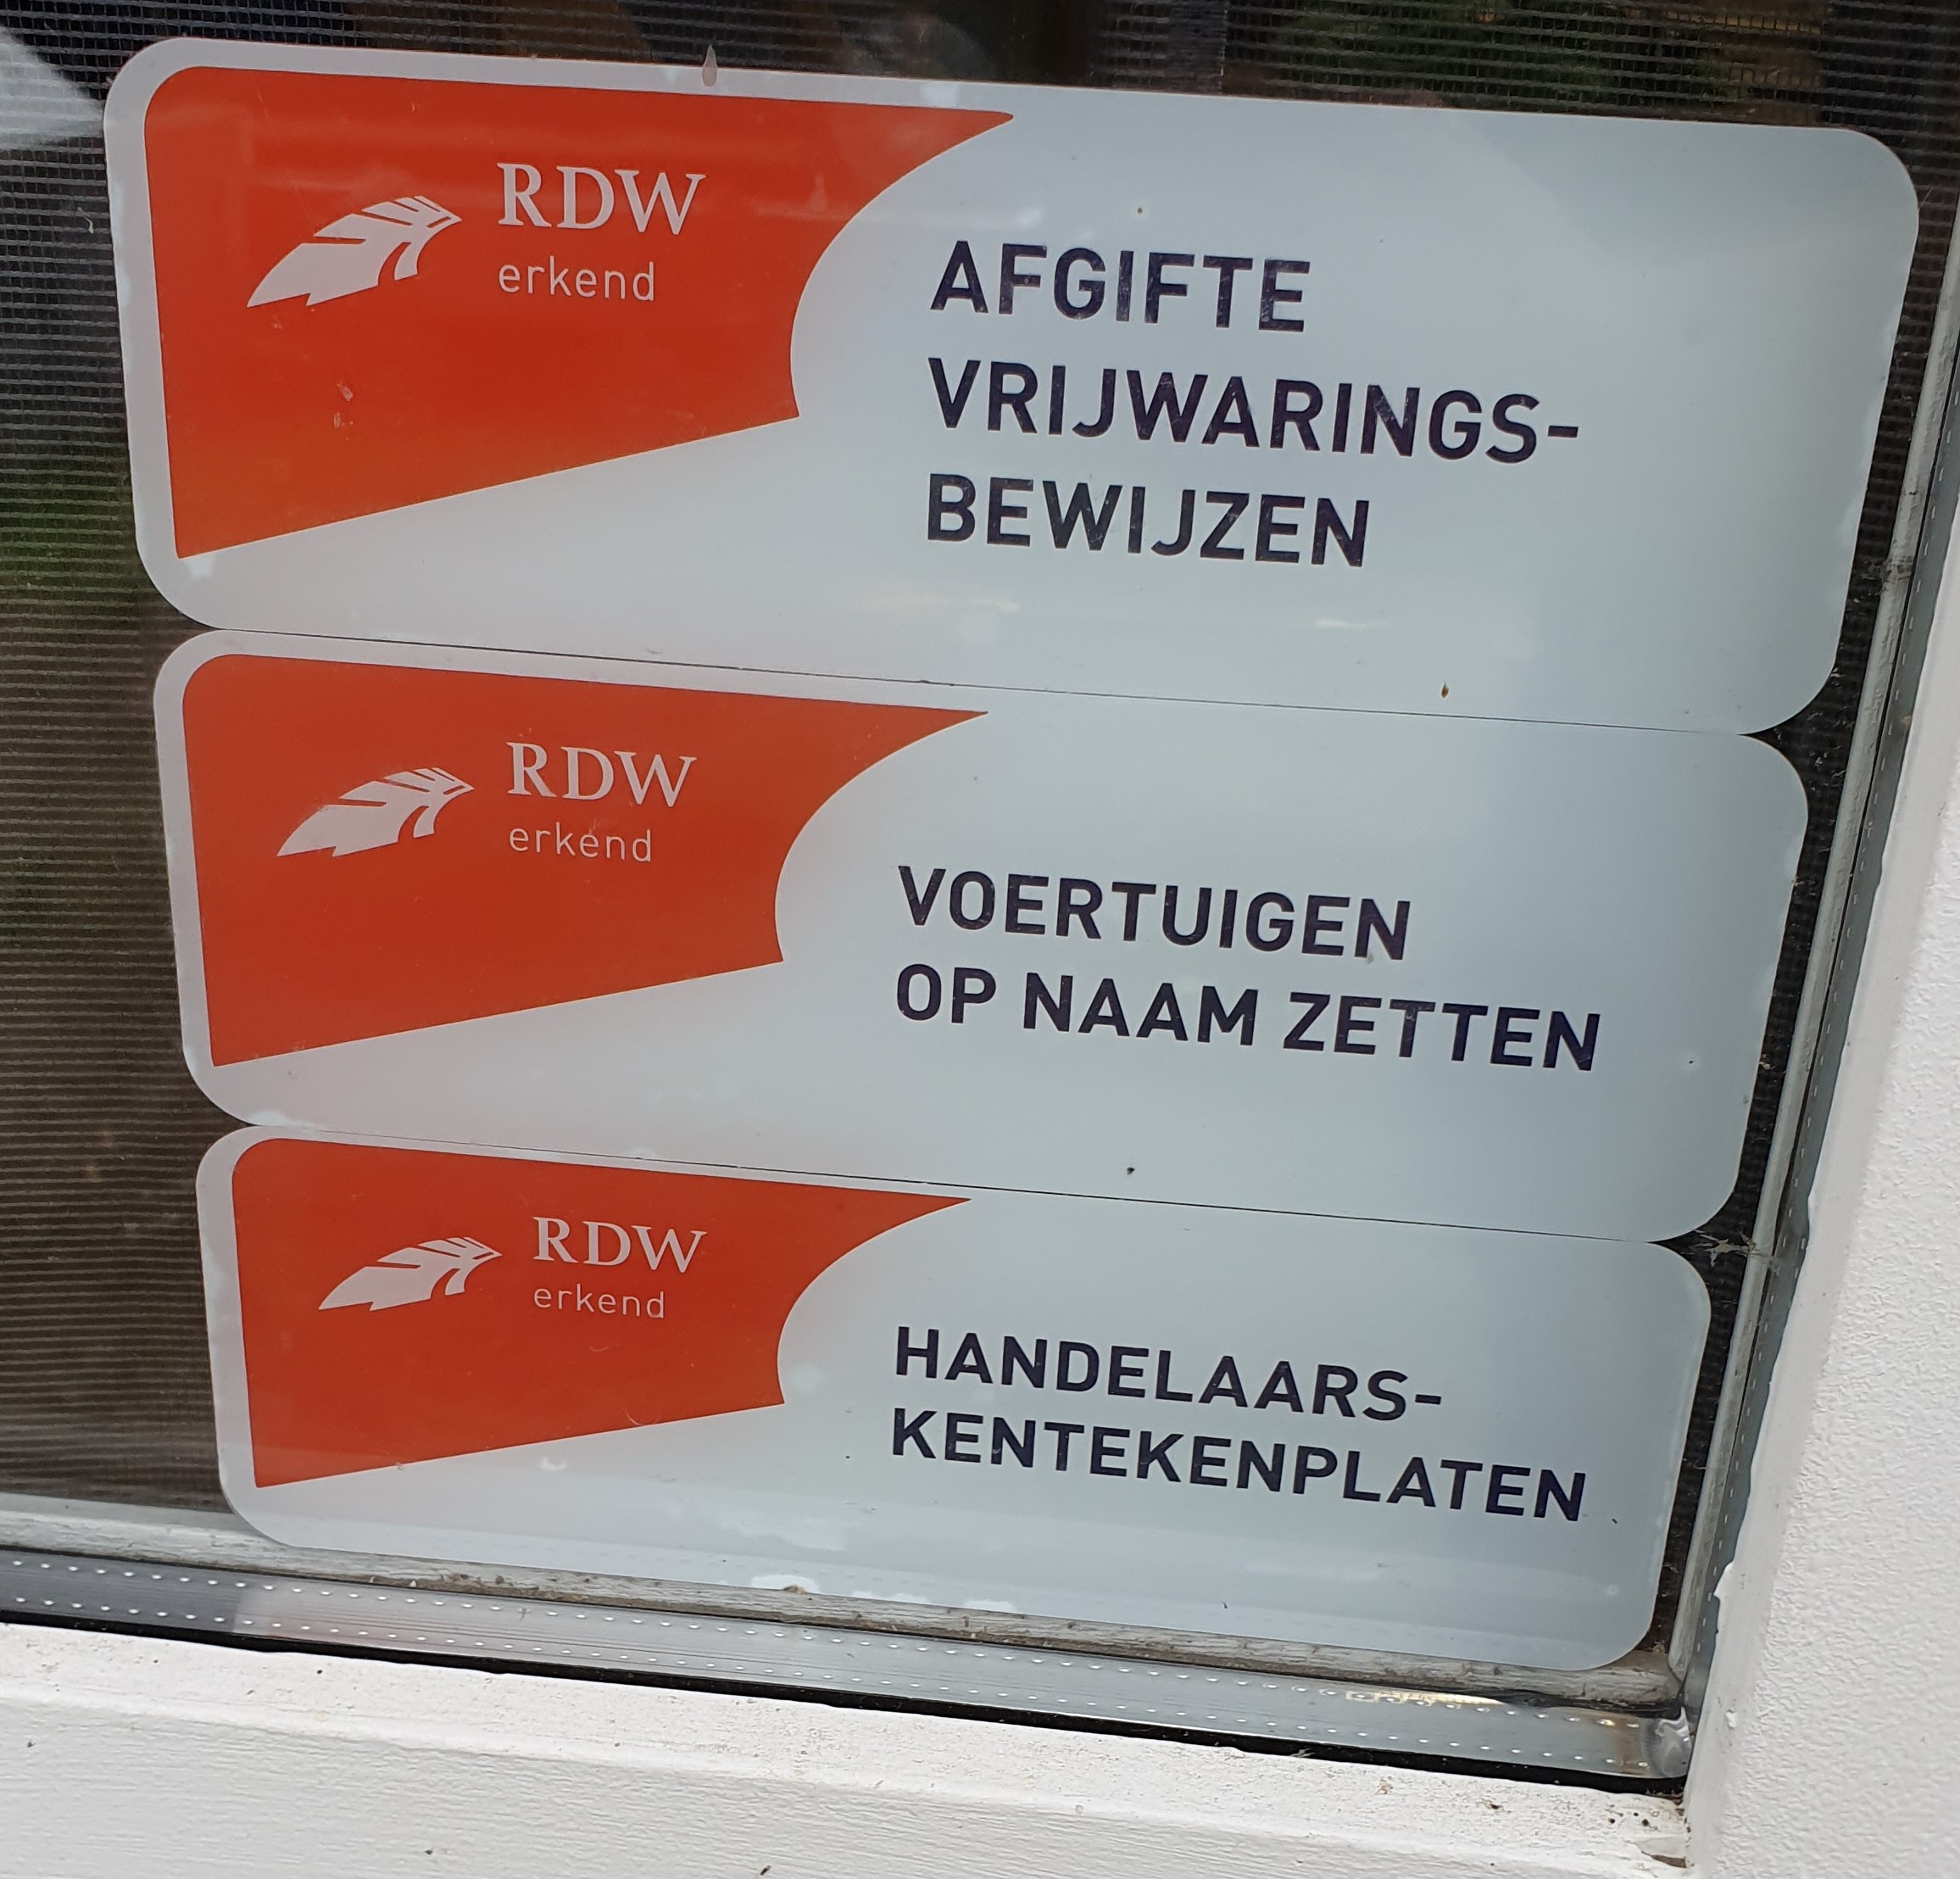 RDW
erkend
AFGIFTE
VRIJWARINGS-
BEWIJZEN
RDW
erkend
VOERTUIGEN
OP NAAM ZETTEN
RDW
erkend
HANDELAARS-
KENTEKENPLATEN